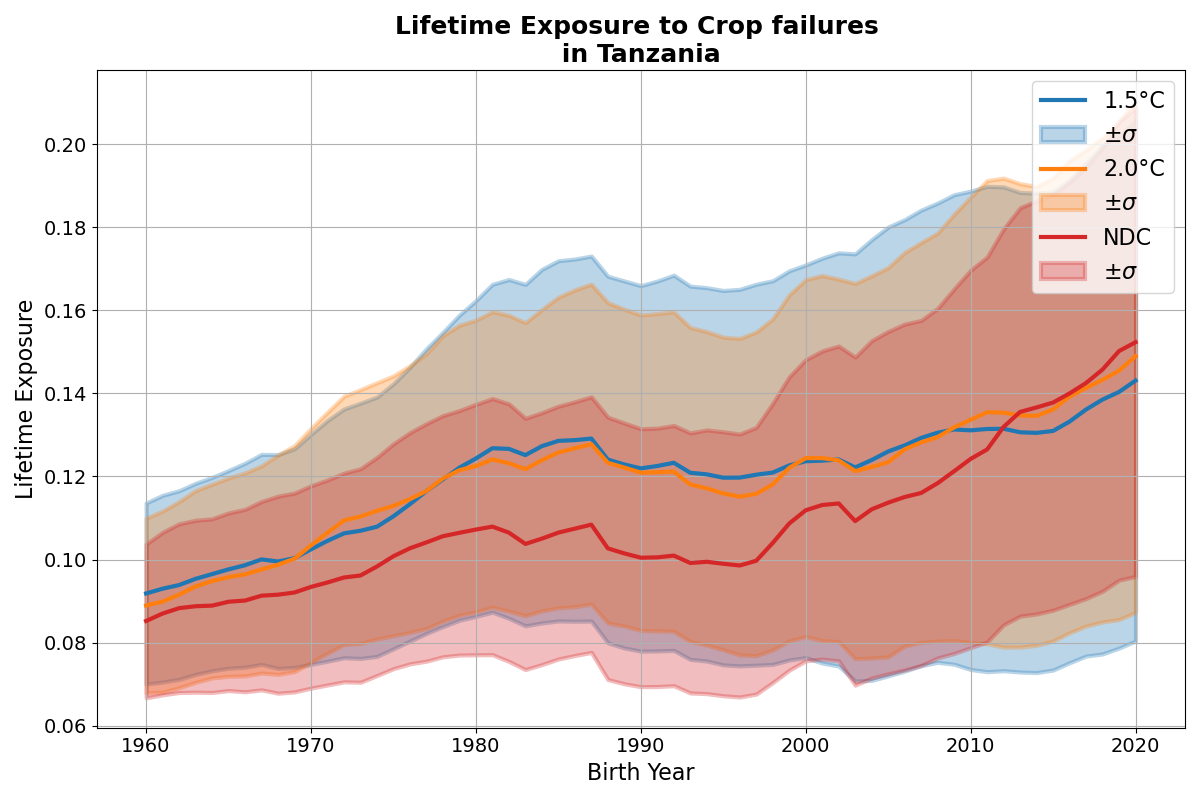 Lifetime Exposure to Crop failures
in Tanzania
1.5°C
±σ
2.0°C
±σ
NDC
±σ
Lifetime Exposure
0.20
0.18
0.16
0.14
0.12
0.10
0.08
0.06
1960
1970
1980
1990
2000
2010
2020
Birth Year